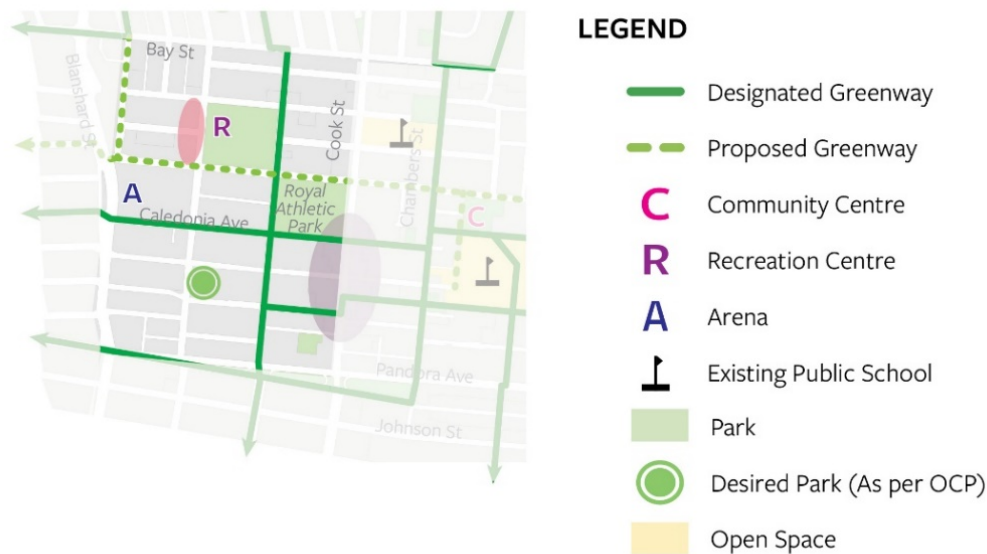 Bay St
Blanshard St
R
Cook St
Chambers St
A
Royal
Athletic
Park
Caledonia Ave
C
Pandora Ave
Johnson St
LEGEND
Designated Greenway
Proposed Greenway
C Community Centre
R Recreation Centre
A Arena
Existing Public School
Park
Desired Park (As per OCP)
Open Space